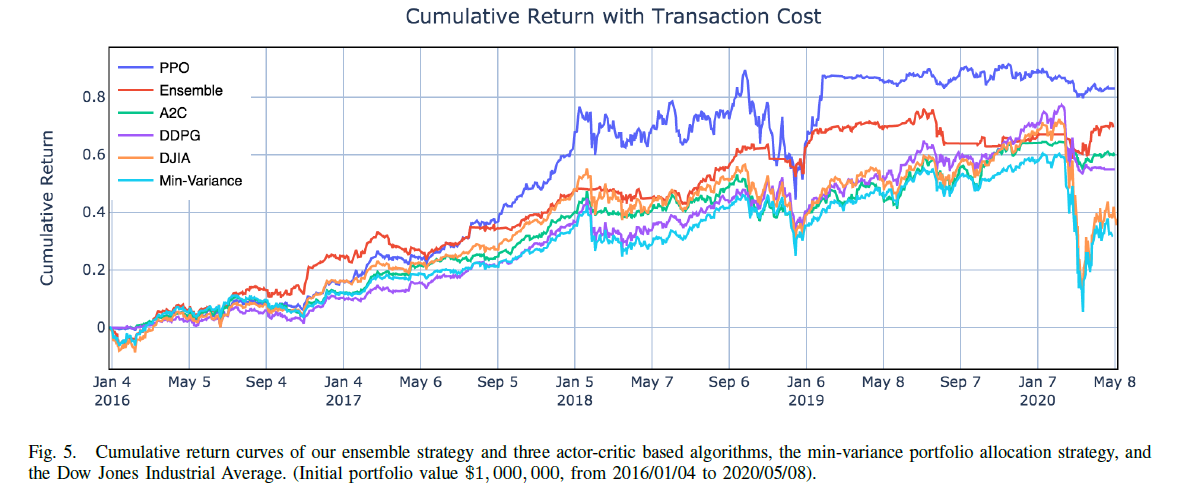 Cumulative Return with Transaction Cost
PPO
Ensemble
A2C
DDPG
DJIA
Min-Variance
Cumulative Return
0.8
0.6
0.4
0.2
0
Jan 4 May 5 Sep 4 Jan 4 May 6 Sep 5 Jan 5 May 7 Sep 6 Jan 6 May 8 Sep 7 Jan 7 May 8
2016 2017 2018 2019 2020
Fig. 5. Cumulative return curves of our ensemble strategy and three actor-critic based algorithms, the min-variance portfolio allocation strategy, and
the Dow Jones Industrial Average. (Initial portfolio value $1,000,000, from 2016/01/04 to 2020/05/08).